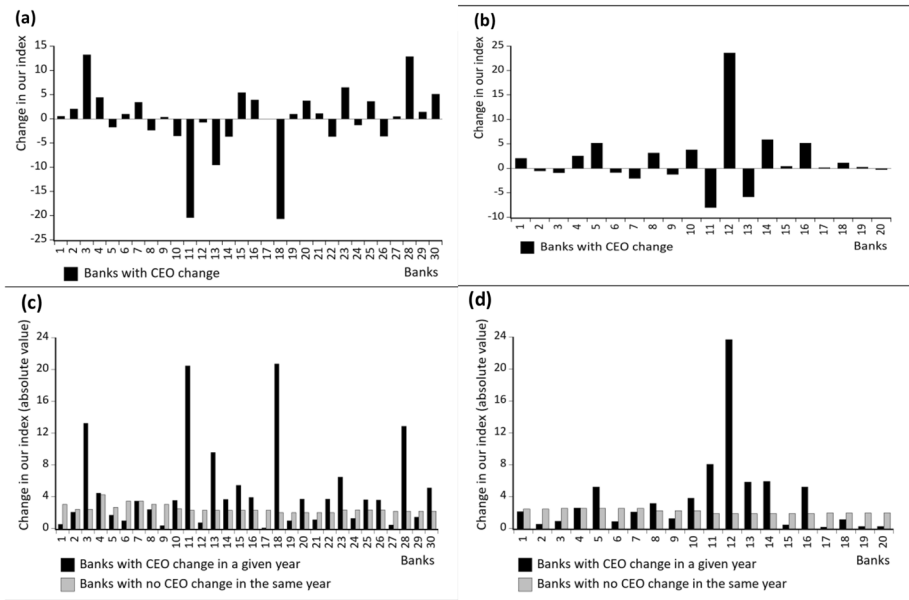 (a)
Change in our index
15
10
5
0
-5
-10
-15
-20
-25
1 2 3 4 5 6 7 8 9 10 11 12 13 14 15 16 17 18 19 20 21 22 23 24 25 26 27 28 29 30
Banks with CEO change
Banks
(b)
Change in our index
25
20
15
10
5
0
-5
-10
1 2 3 4 5 6 7 8 9 10 11 12 13 14 15 16 17 18 19 20
Banks with CEO change
Banks
(c)
Change in our index (absolute value)
24
20
16
12
8
4
0
1 2 3 4 5 6 7 8 9 10 11 12 13 14 15 16 17 18 19 20 21 22 23 24 25 26 27 28 29 30
Banks with CEO change in a given year
Banks
Banks with no CEO change in the same year
(d)
Change in our index (absolute value)
24
20
16
12
8
4
0
1 2 3 4 5 6 7 8 9 10 11 12 13 14 15 16 17 18 19 20
Banks with CEO change in a given year
Banks
Banks with no CEO change in the same year